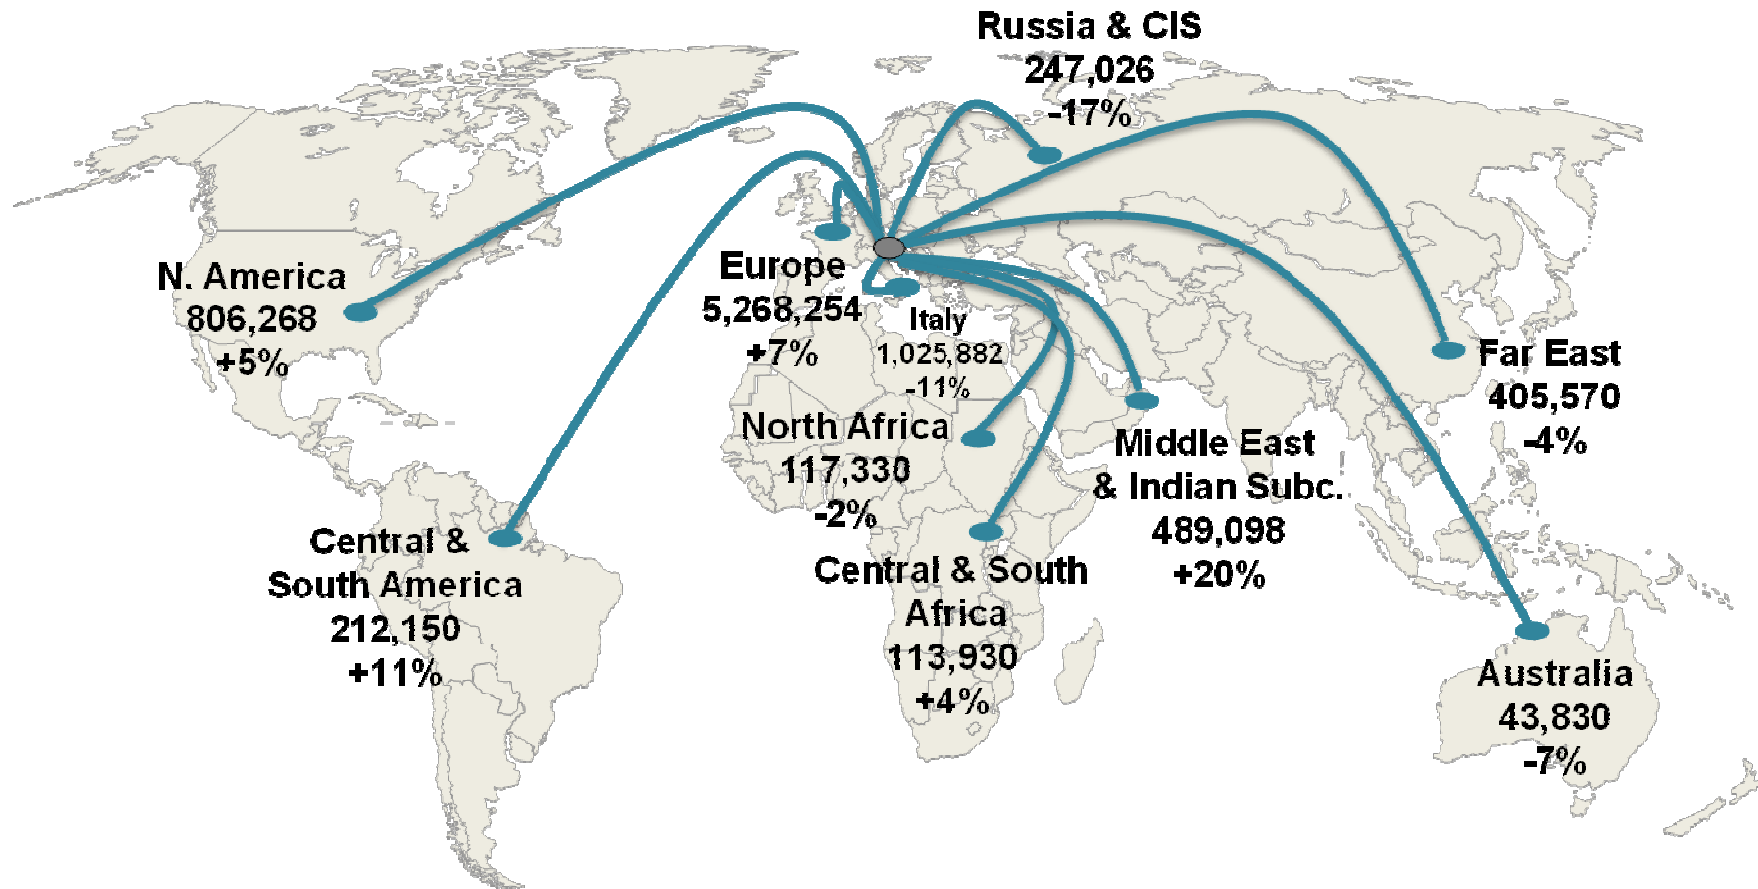 Russia & CIS
247,026
-17%
N. America
806,268
+5%
Europe
5,268,254
+7%
Italy
1,025,882
-11%
Far East
405,570
-4%
North Africa
117,330
-2%
Middle East
& Indian Subc.
489,098
+20%
Central &
South America
212,150
+11%
Central & South
Africa
113,930
+4%
Australia
43,830
-7%